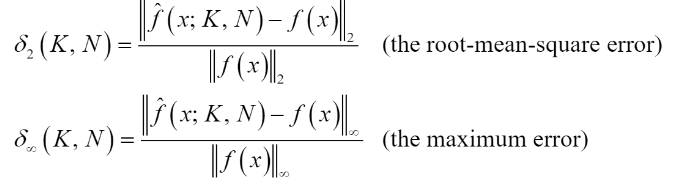 δ₂(K, N) = ‖f̂(x; K, N) − f(x)‖₂ / ‖f(x)‖₂ (the root-mean-square error)
δ∞(K, N) = ‖f̂(x; K, N) − f(x)‖∞ / ‖f(x)‖∞ (the maximum error)